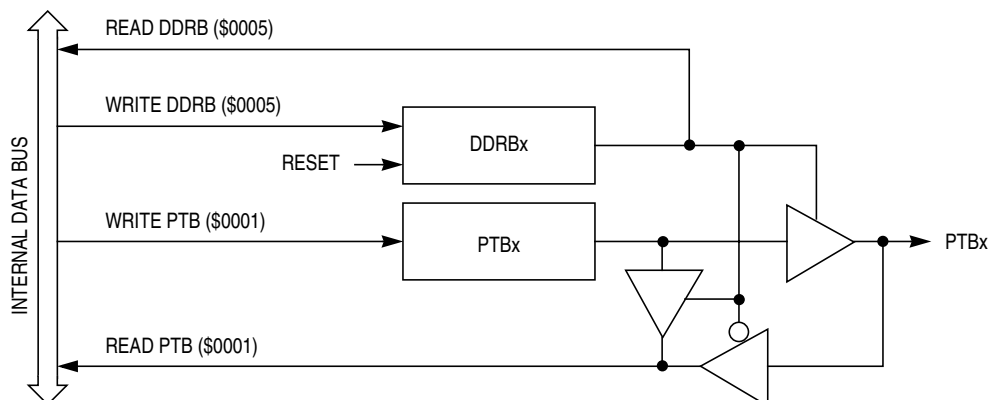 READ DDRB ($0005)
WRITE DDRB ($0005)
DDRBx
RESET
INTERNAL DATA BUS
WRITE PTB ($0001)
PTBx
PTBx
READ PTB ($0001)